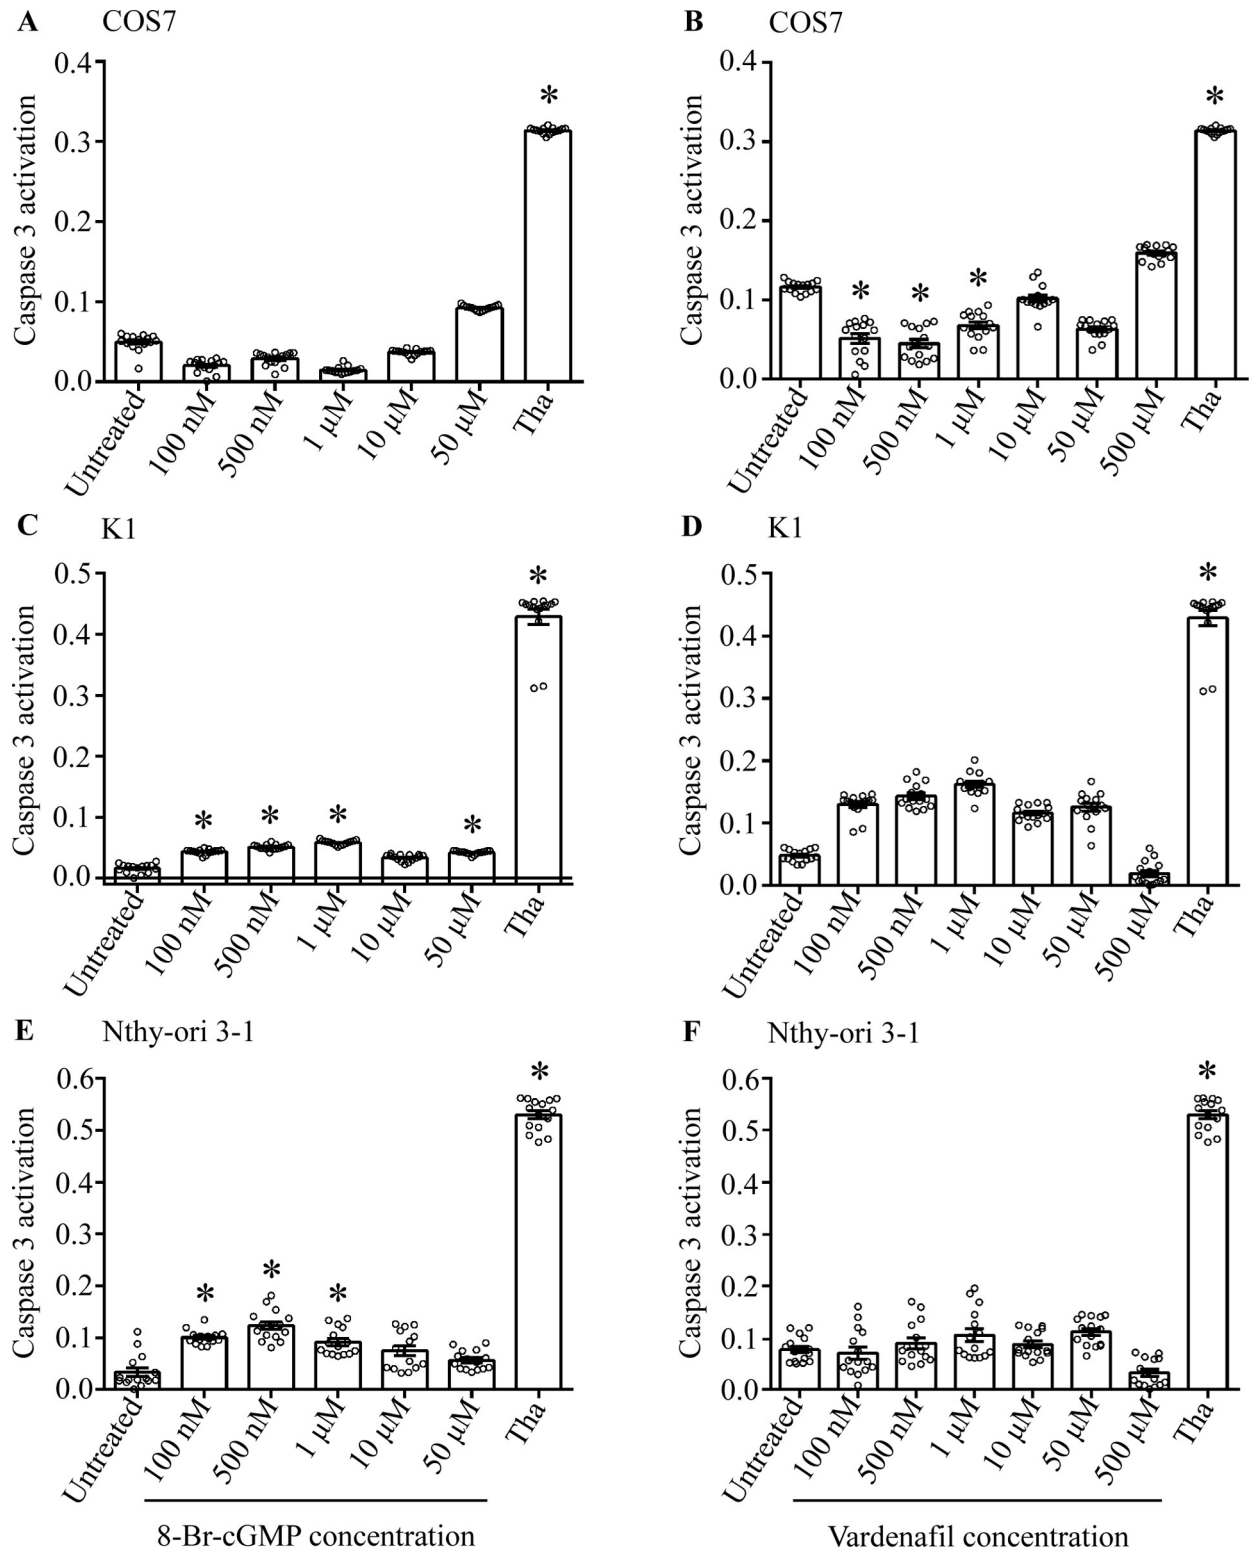 A COS7
Caspase 3 activation
0.4
0.3
0.2
0.1
0.0
*
Untreated 100 nM 500 nM 1 µM 10 µM 50 µM Tha
B COS7
Caspase 3 activation
0.4
0.3
0.2
0.1
0.0
* * * *
Untreated 100 nM 500 nM 1 µM 10 µM 50 µM 500 µM Tha
C K1
Caspase 3 activation
0.5
0.4
0.3
0.2
0.1
0.0
* * * * *
Untreated 100 nM 500 nM 1 µM 10 µM 50 µM Tha
D K1
Caspase 3 activation
0.5
0.4
0.3
0.2
0.1
0.0
*
Untreated 100 nM 500 nM 1 µM 10 µM 50 µM 500 µM Tha
E Nthy-ori 3-1
Caspase 3 activation
0.6
0.5
0.4
0.3
0.2
0.1
0.0
* * * *
Untreated 100 nM 500 nM 1 µM 10 µM 50 µM Tha
8-Br-cGMP concentration
F Nthy-ori 3-1
Caspase 3 activation
0.6
0.5
0.4
0.3
0.2
0.1
0.0
*
Untreated 100 nM 500 nM 1 µM 10 µM 50 µM 500 µM Tha
Vardenafil concentration